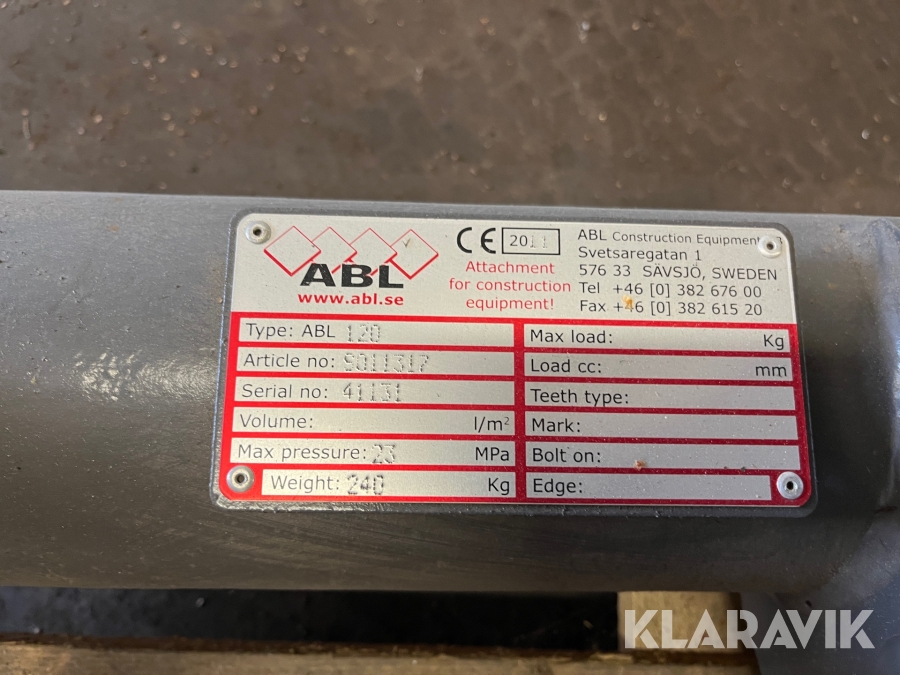 ABL
www.abl.se
CE 2011
Attachment
for construction
equipment!
ABL Construction Equipment
Svetsaregatan 1
576 33 SÄVSJÖ, SWEDEN
Tel +46 [0] 382 676 00
Fax +46 [0] 382 615 20
Type: ABL 120
Article no: S011317
Serial no: 41131
Volume: l/m²
Max pressure: 23 MPa
Weight: 240 Kg
Max load: Kg
Load cc: mm
Teeth type:
Mark:
Bolt on:
Edge:
KLARAVIK